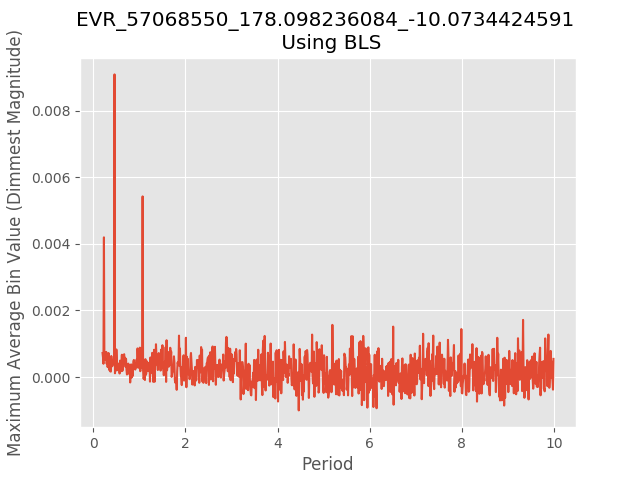 EVR_57068550_178.098236084_-10.0734424591
Using BLS
Maximum Average Bin Value (Dimmest Magnitude)
0.008
0.006
0.004
0.002
0.000
0
2
4
6
8
10
Period